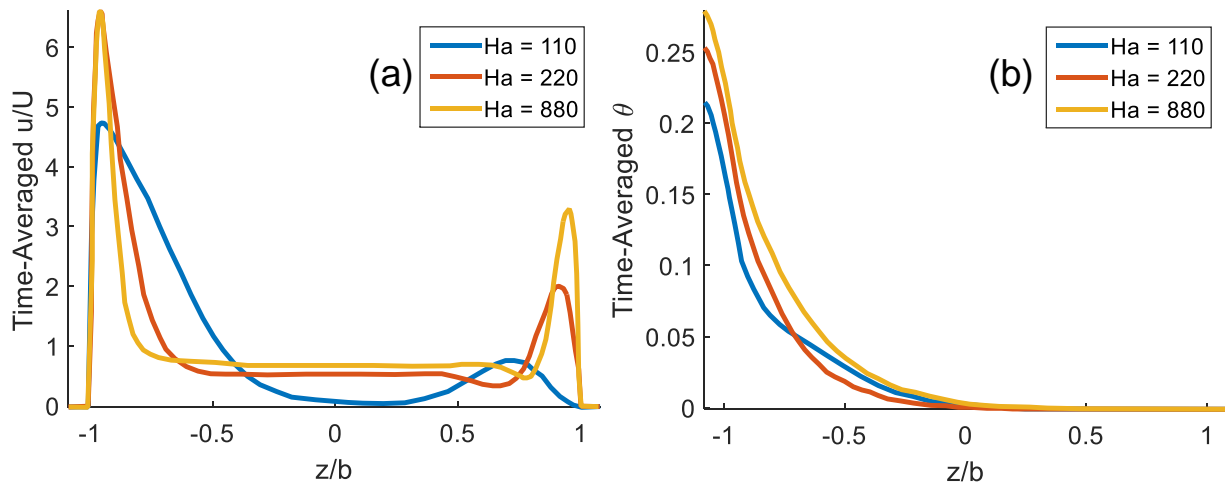 (a)
Ha = 110
Ha = 220
Ha = 880
Time-Averaged u/U
0
1
2
3
4
5
6
-1
-0.5
0
0.5
1
z/b
(b)
Ha = 110
Ha = 220
Ha = 880
Time-Averaged θ
0
0.05
0.1
0.15
0.2
0.25
-1
-0.5
0
0.5
1
z/b